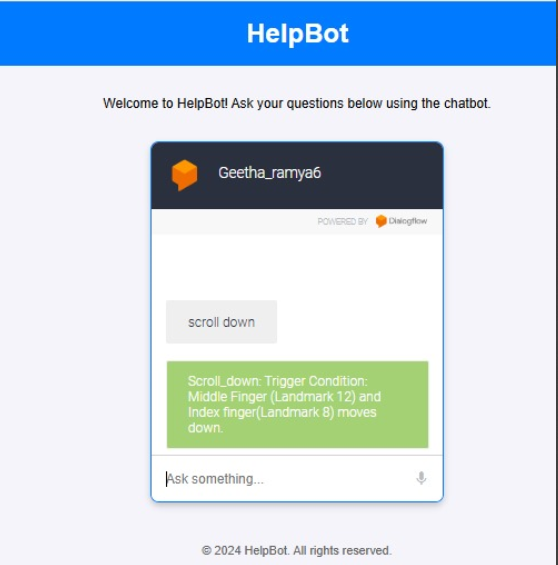 HelpBot
Welcome to HelpBot! Ask your questions below using the chatbot.
Geetha_ramya6
POWERED BY Dialogflow
scroll down
Scroll_down: Trigger Condition:
Middle Finger (Landmark 12) and
Index finger(Landmark 8) moves
down.
Ask something...
© 2024 HelpBot. All rights reserved.